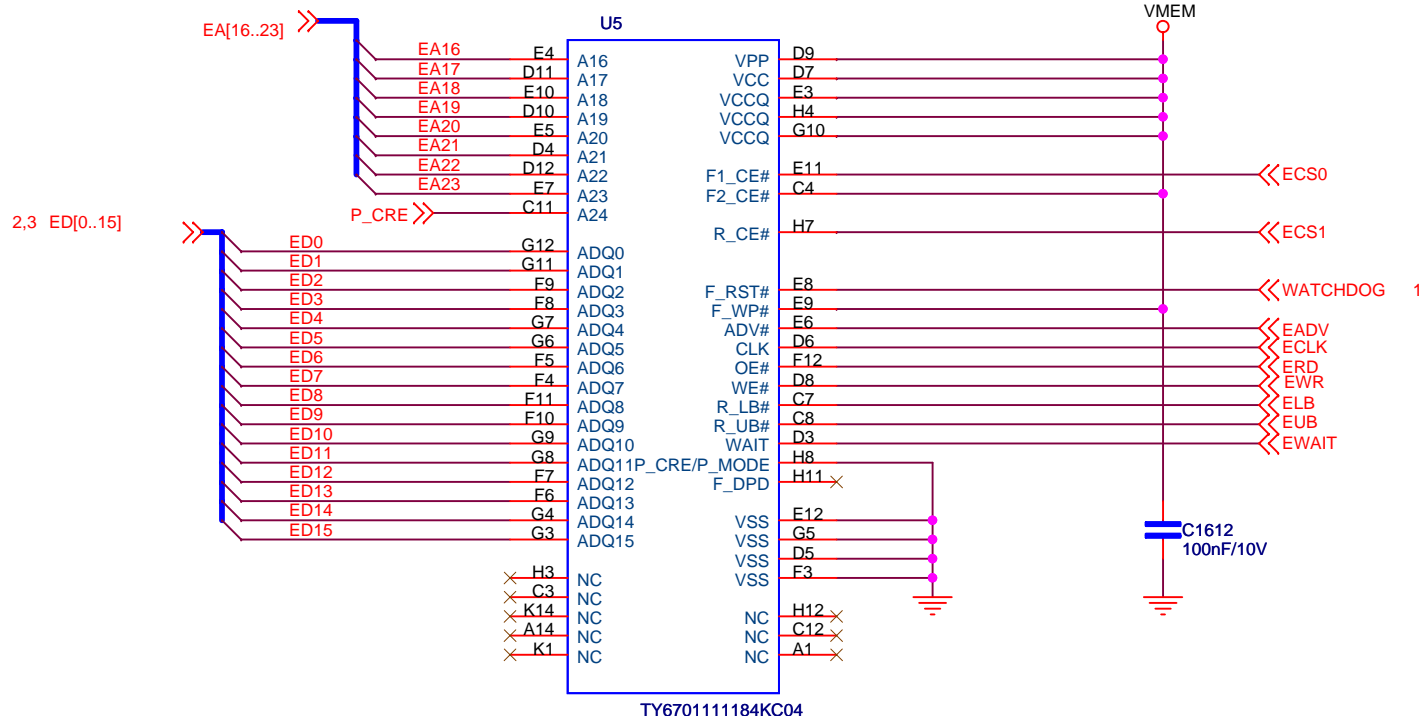 VMEM
EA[16..23]
U5
EA16 E4 A16 VPP D9
EA17 D11 A17 VCC D7
EA18 E10 A18 VCCQ E3
EA19 D10 A19 VCCQ H4
EA20 E5 A20 VCCQ G10
EA21 D4 A21
EA22 D12 A22 F1_CE# E11 ECS0
EA23 E7 A23 F2_CE# C4
P_CRE C11 A24
2,3 ED[0..15]
R_CE# H7 ECS1
ED0 G12 ADQ0
ED1 G11 ADQ1
ED2 F9 ADQ2 F_RST# E8 WATCHDOG 1
ED3 F8 ADQ3 F_WP# E9
ED4 G7 ADQ4 ADV# E6 EADV
ED5 G6 ADQ5 CLK D6 ECLK
ED6 F5 ADQ6 OE# F12 ERD
ED7 F4 ADQ7 WE# D8 EWR
ED8 F11 ADQ8 R_LB# C7 ELB
ED9 F10 ADQ9 R_UB# C8 EUB
ED10 G9 ADQ10 WAIT D3 EWAIT
ED11 G8 ADQ11 P_CRE/P_MODE H8
ED12 F7 ADQ12 F_DPD H11
ED13 F6 ADQ13
ED14 G4 ADQ14 VSS E12
ED15 G3 ADQ15 VSS G5
VSS D5
H3 NC VSS F3
C3 NC
K14 NC NC H12
A14 NC NC C12
K1 NC NC A1
C1612
100nF/10V
TY6701111184KC04